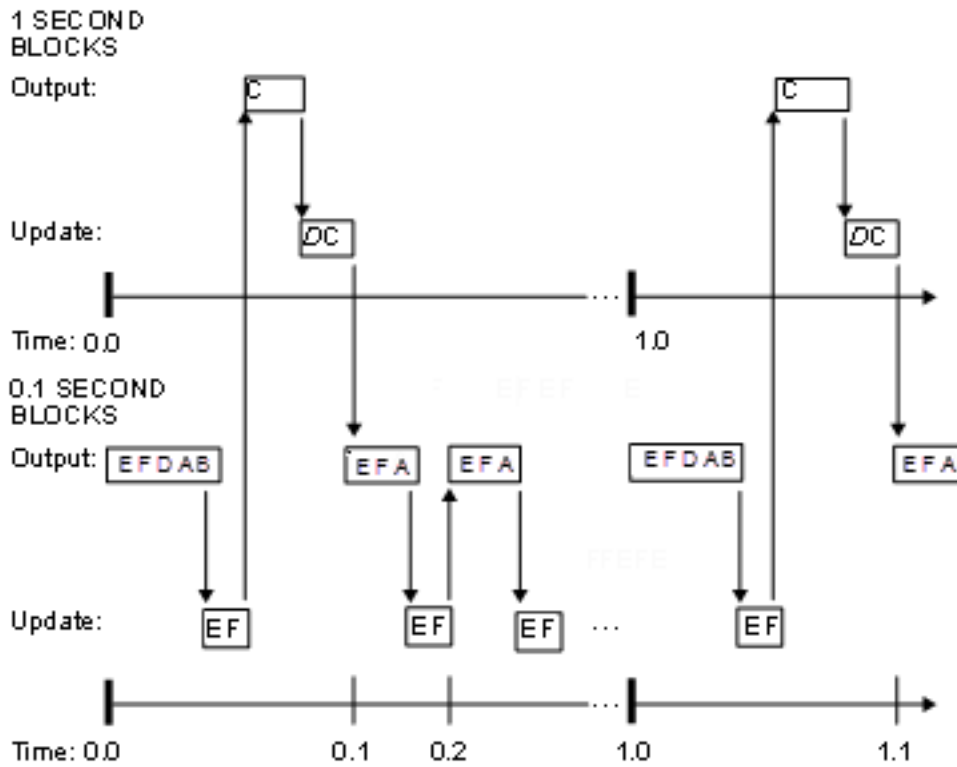 1 SECOND
BLOCKS
Output:
C
C
Update:
DC
DC
...
Time: 0.0
1.0
0.1 SECOND
BLOCKS
Output:
EFDAB
EFA
EFA
EFDAB
EFA
Update:
EF
EF
EF
...
EF
...
Time: 0.0
0.1
0.2
1.0
1.1